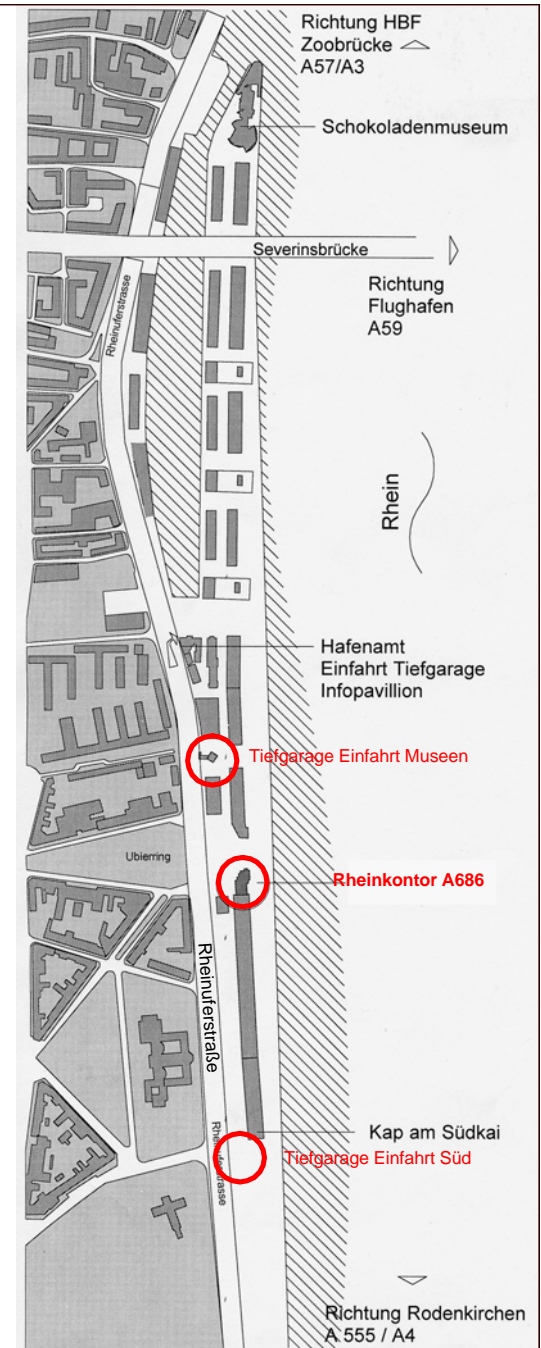 Richtung HBF
Zoobrücke
A57/A3
Schokoladenmuseum
Severinsbrücke
Richtung
Flughafen
A59
Rheinuferstrasse
Rhein
Hafenamt
Einfahrt Tiefgarage
Infopavillion
Tiefgarage Einfahrt Museen
Ubierring
Rheinkontor A686
Rheinuferstraße
Kap am Südkai
Rheinuferstrasse
Tiefgarage Einfahrt Süd
Richtung Rodenkirchen
A 555 / A4